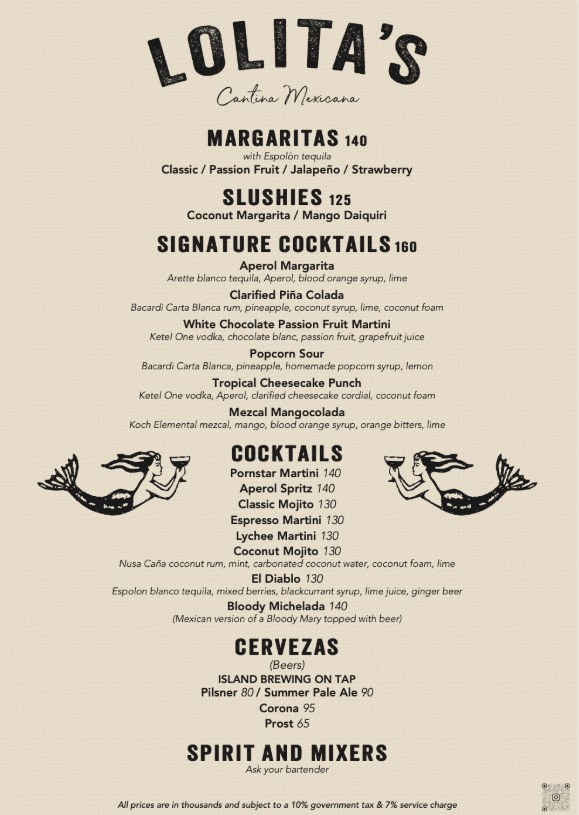 LOLITA'S
Cantina Mexicana
MARGARITAS 140
with Espolòn tequila
Classic / Passion Fruit / Jalapeño / Strawberry
SLUSHIES 125
Coconut Margarita / Mango Daiquiri
SIGNATURE COCKTAILS 160
Aperol Margarita
Arette blanco tequila, Aperol, blood orange syrup, lime
Clarified Piña Colada
Bacardi Carta Blanca rum, pineapple, coconut syrup, lime, coconut foam
White Chocolate Passion Fruit Martini
Ketel One vodka, chocolate blanc, passion fruit, grapefruit juice
Popcorn Sour
Bacardi Carta Blanca, pineapple, homemade popcorn syrup, lemon
Tropical Cheesecake Punch
Ketel One vodka, Aperol, clarified cheesecake cordial, coconut foam
Mezcal Mangocolada
Koch Elemental mezcal, mango, blood orange syrup, orange bitters, lime
COCKTAILS
Pornstar Martini 140
Aperol Spritz 140
Classic Mojito 130
Espresso Martini 130
Lychee Martini 130
Coconut Mojito 130
Nusa Caña coconut rum, mint, carbonated coconut water, coconut foam, lime
El Diablo 130
Espolon blanco tequila, mixed berries, blackcurrant syrup, lime juice, ginger beer
Bloody Michelada 140
(Mexican version of a Bloody Mary topped with beer)
CERVEZAS
(Beers)
ISLAND BREWING ON TAP
Pilsner 80 / Summer Pale Ale 90
Corona 95
Prost 65
SPIRIT AND MIXERS
Ask your bartender
All prices are in thousands and subject to a 10% government tax & 7% service charge